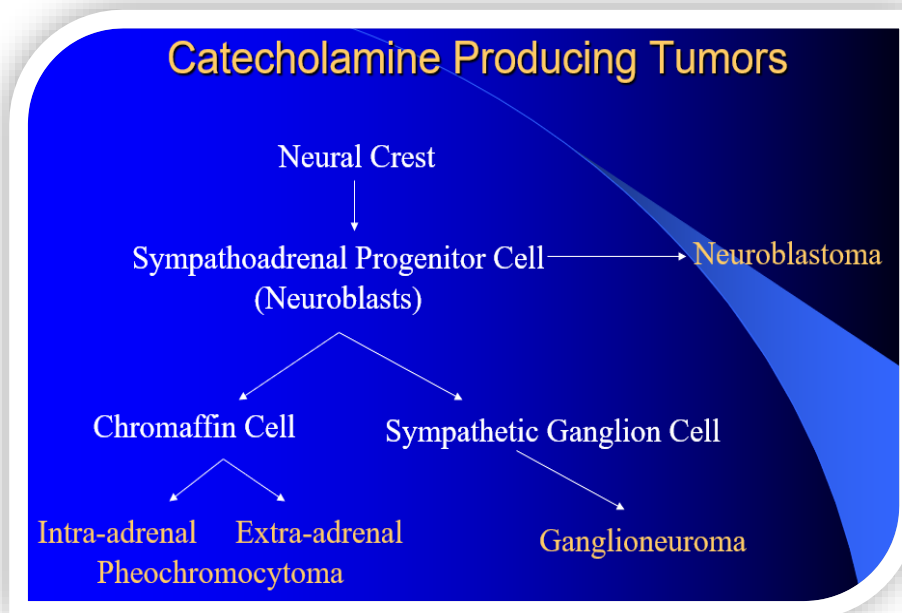 Catecholamine Producing Tumors
Neural Crest
Sympathoadrenal Progenitor Cell
(Neuroblasts)
Neuroblastoma
Chromaffin Cell
Sympathetic Ganglion Cell
Intra-adrenal Extra-adrenal
Pheochromocytoma
Ganglioneuroma